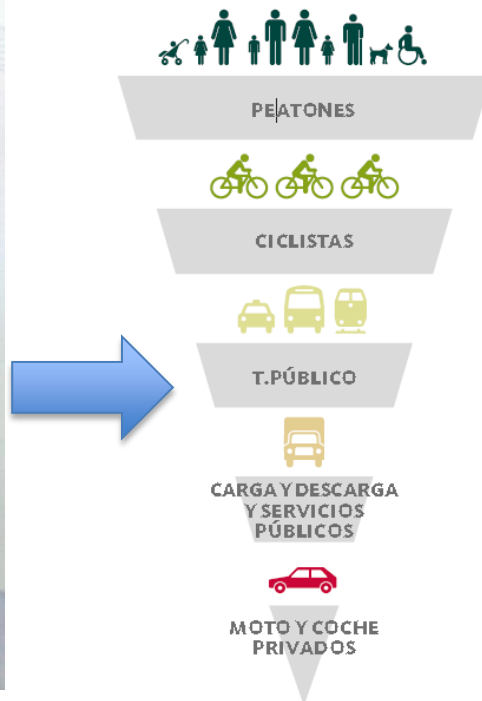 PEATONES
CICLISTAS
T.PÚBLICO
CARGA Y DESCARGA
Y SERVICIOS
PÚBLICOS
MOTO Y COCHE
PRIVADOS